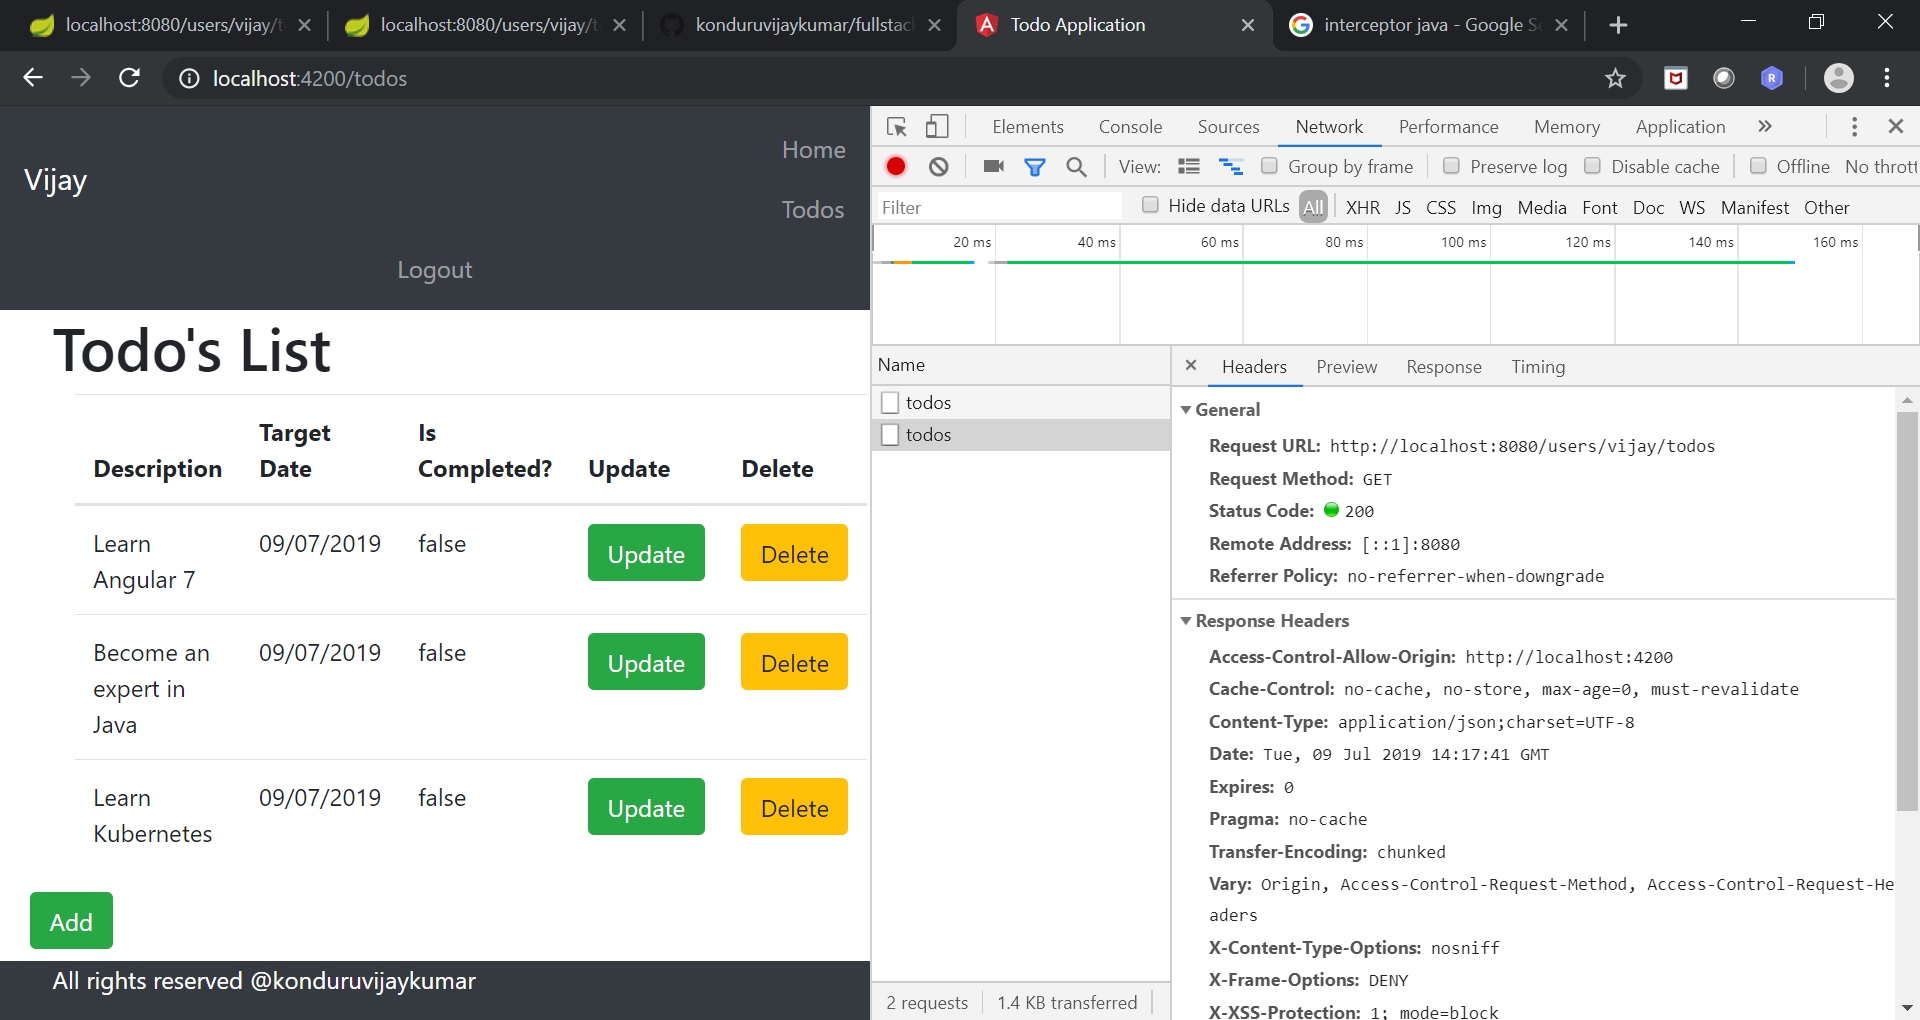 localhost:8080/users/vijay/t
localhost:8080/users/vijay/t
konduruvijaykumar/fullstac
Todo Application
interceptor java - Google S
localhost:4200/todos
Vijay
Home
Todos
Logout
Todo's List
Description
Target
Date
Is
Completed?
Update
Delete
Learn
Angular 7
09/07/2019
false
Update
Delete
Become an
expert in
Java
09/07/2019
false
Update
Delete
Learn
Kubernetes
09/07/2019
false
Update
Delete
Add
All rights reserved @konduruvijaykumar
Elements Console Sources Network Performance Memory Application
View: Group by frame Preserve log Disable cache Offline No thrott
Filter Hide data URLs All XHR JS CSS Img Media Font Doc WS Manifest Other
20 ms 40 ms 60 ms 80 ms 100 ms 120 ms 140 ms 160 ms
Name
todos
todos
2 requests 1.4 KB transferred
Headers Preview Response Timing
General
Request URL: http://localhost:8080/users/vijay/todos
Request Method: GET
Status Code: 200
Remote Address: [::1]:8080
Referrer Policy: no-referrer-when-downgrade
Response Headers
Access-Control-Allow-Origin: http://localhost:4200
Cache-Control: no-cache, no-store, max-age=0, must-revalidate
Content-Type: application/json;charset=UTF-8
Date: Tue, 09 Jul 2019 14:17:41 GMT
Expires: 0
Pragma: no-cache
Transfer-Encoding: chunked
Vary: Origin, Access-Control-Request-Method, Access-Control-Request-He
aders
X-Content-Type-Options: nosniff
X-Frame-Options: DENY
X-XSS-Protection: 1; mode=block